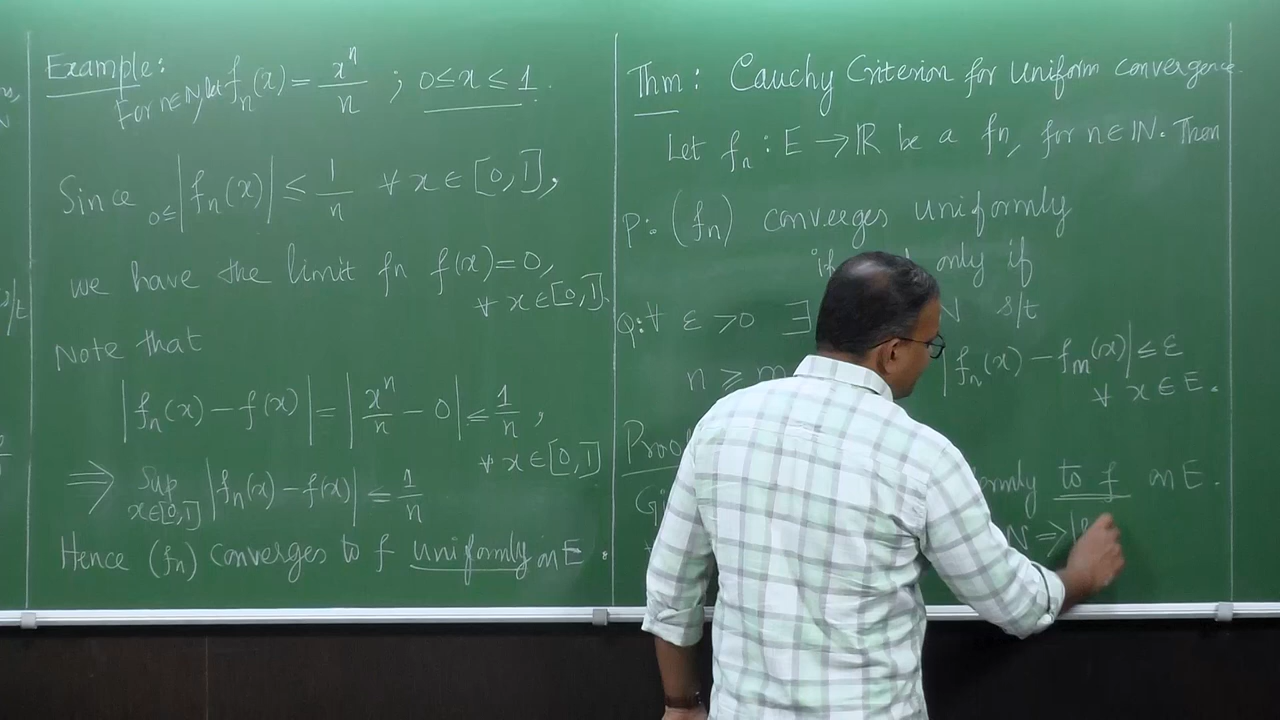 Example:
For n∈N, let fₙ(x) = xⁿ/n ; 0≤x≤1.
Since 0≤|fₙ(x)| ≤ 1/n ∀ x∈[0,1],
we have the limit fn f(x)=0,
∀ x∈[0,1].
Note that
|fₙ(x) − f(x)| = |xⁿ/n − 0| ≤ 1/n,
∀ x∈[0,1]
⟹ Sup x∈[0,1] |fₙ(x) − f(x)| ≤ 1/n
Hence (fₙ) converges to f uniformly on E.
Thm: Cauchy Criterion for Uniform convergence.
Let fₙ: E → ℝ be a fn, for n∈ℕ. Then
P: (fₙ) converges uniformly
only if
Q: ∀ ε>0 ∃ N s/t
n ≥ m |fₙ(x) − fₘ(x)| ≤ ε
∀ x∈E.
to f on E.
N ⟹